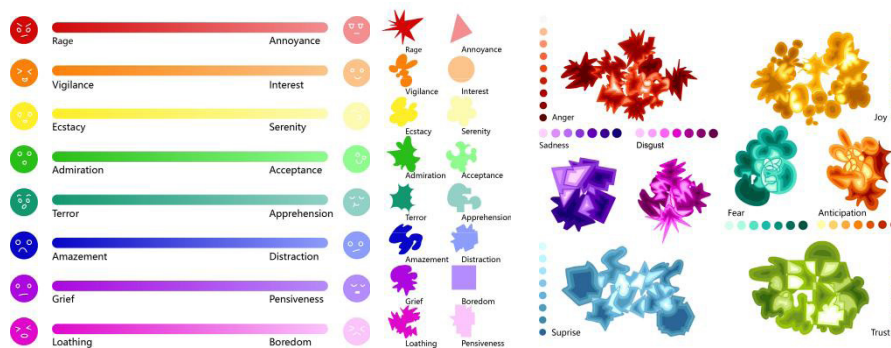 Rage Annoyance
Vigilance Interest
Ecstacy Serenity
Admiration Acceptance
Terror Apprehension
Amazement Distraction
Grief Pensiveness
Loathing Boredom
Rage Annoyance
Vigilance Interest
Ecstacy Serenity
Admiration Acceptance
Terror Apprehension
Amazement Distraction
Grief Boredom
Loathing Pensiveness
Anger Joy
Sadness Disgust
Fear Anticipation
Suprise Trust